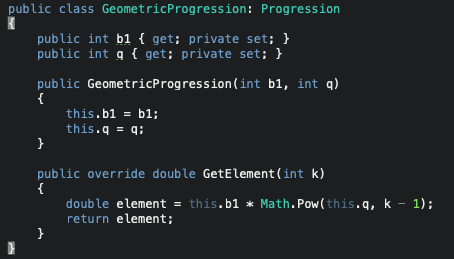 public class GeometricProgression: Progression
{
    public int b1 { get; private set; }
    public int q { get; private set; }

    public GeometricProgression(int b1, int q)
    {
        this.b1 = b1;
        this.q = q;
    }

    public override double GetElement(int k)
    {
        double element = this.b1 * Math.Pow(this.q, k - 1);
        return element;
    }
}